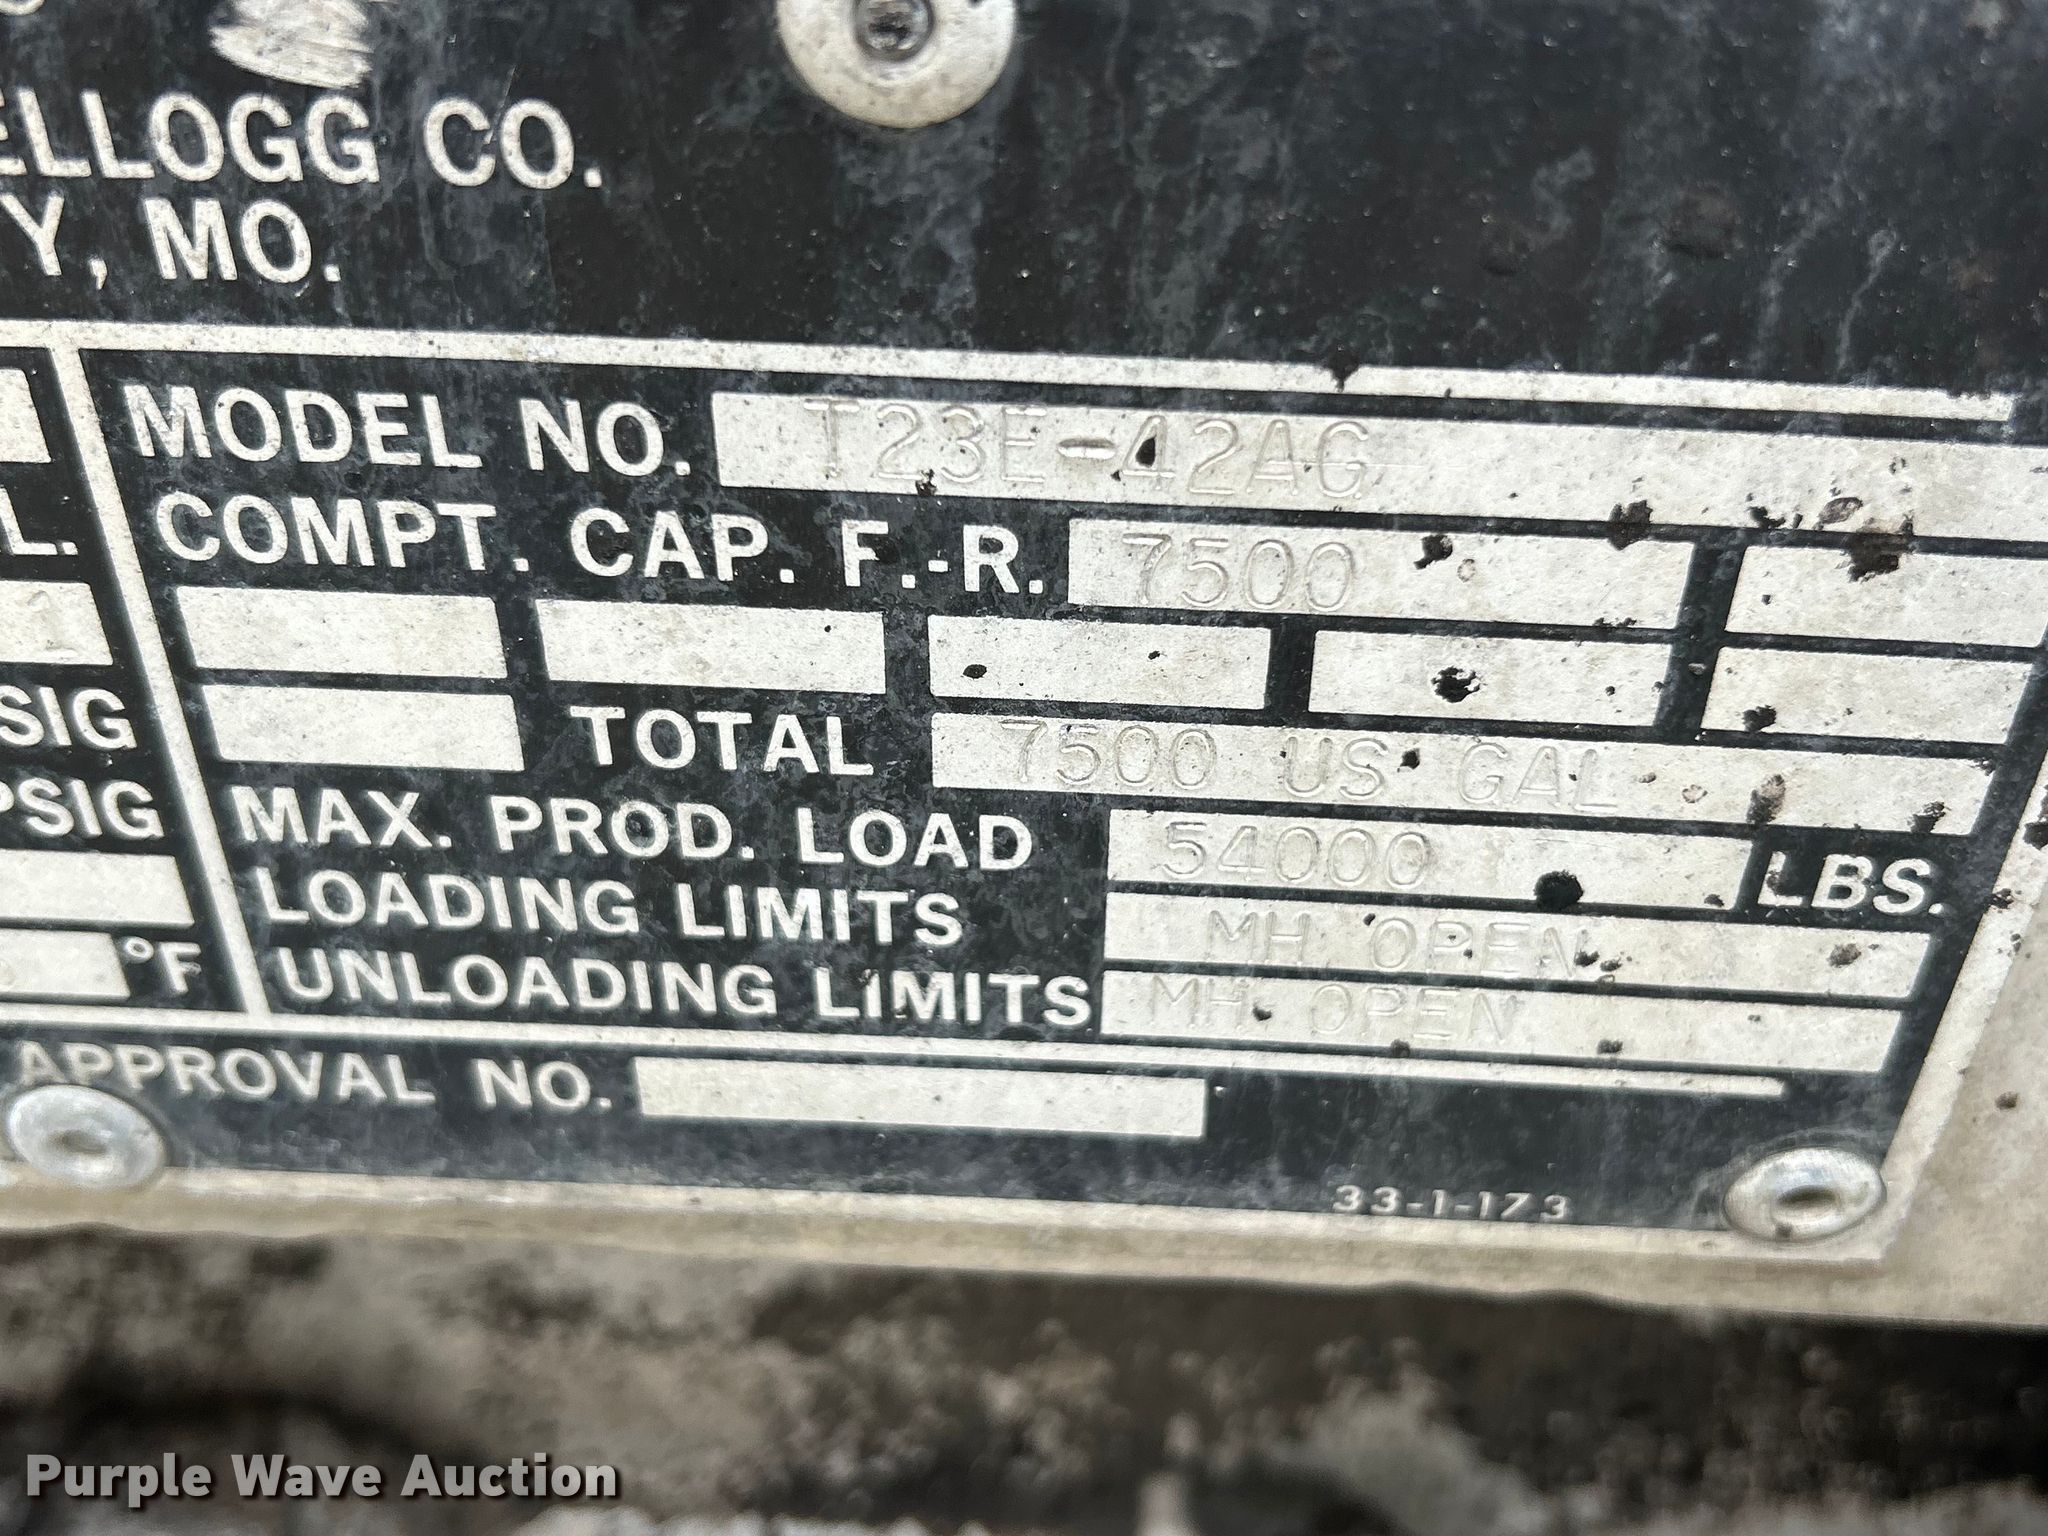 ELLOGG CO.
Y, MO.
MODEL NO. T23E-42AG
L. COMPT. CAP. F.-R. 7500
1
SIG TOTAL 7500 US GAL
PSIG MAX. PROD. LOAD 54000 LBS.
LOADING LIMITS MH OPEN
°F UNLOADING LIMITS MH OPEN
APPROVAL NO.
33-1-173
Purple Wave Auction